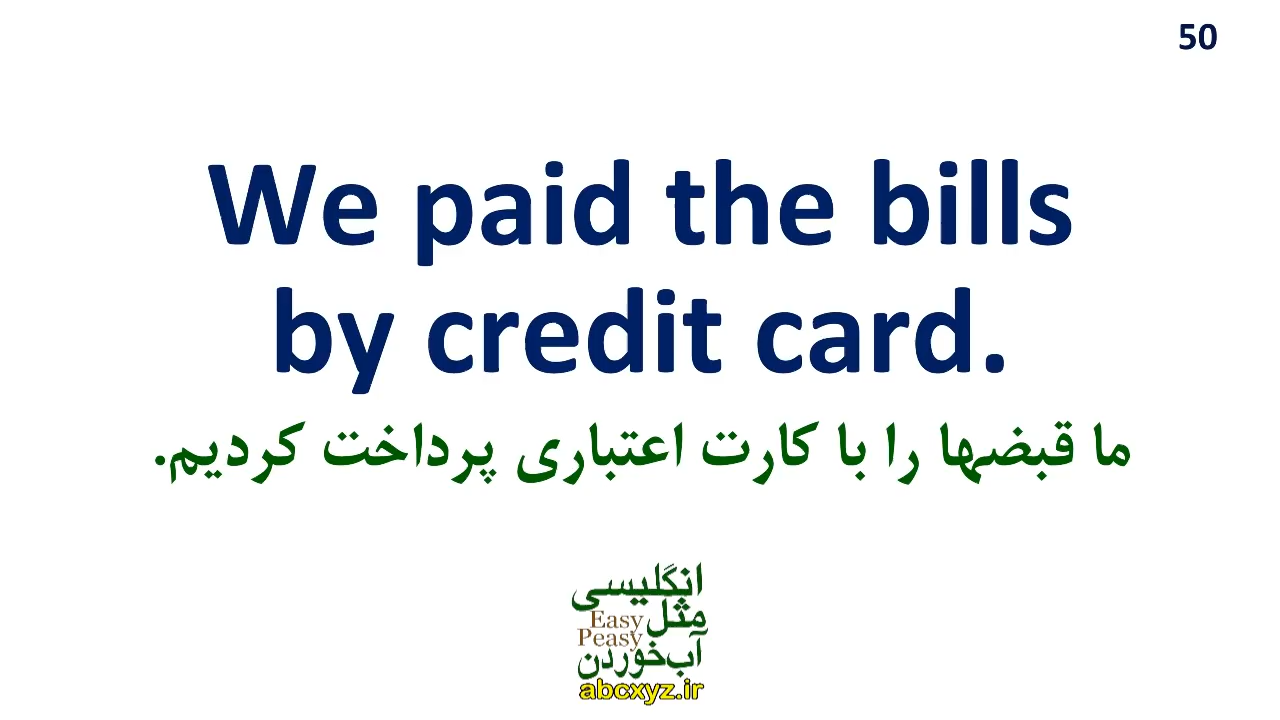 50
We paid the bills
by credit card.
ما قبضها را با کارت اعتباری پرداخت کردیم.
انگلیسی
مثل
Easy
Peasy
آب‌خوردن
abcxyz.ir